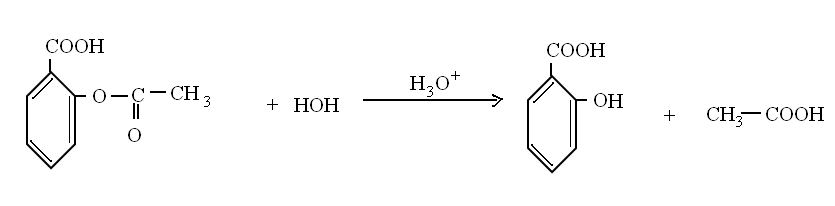 COOH
O — C — CH3
O
+ HOH
H3O+
COOH
OH
+ CH3 — COOH